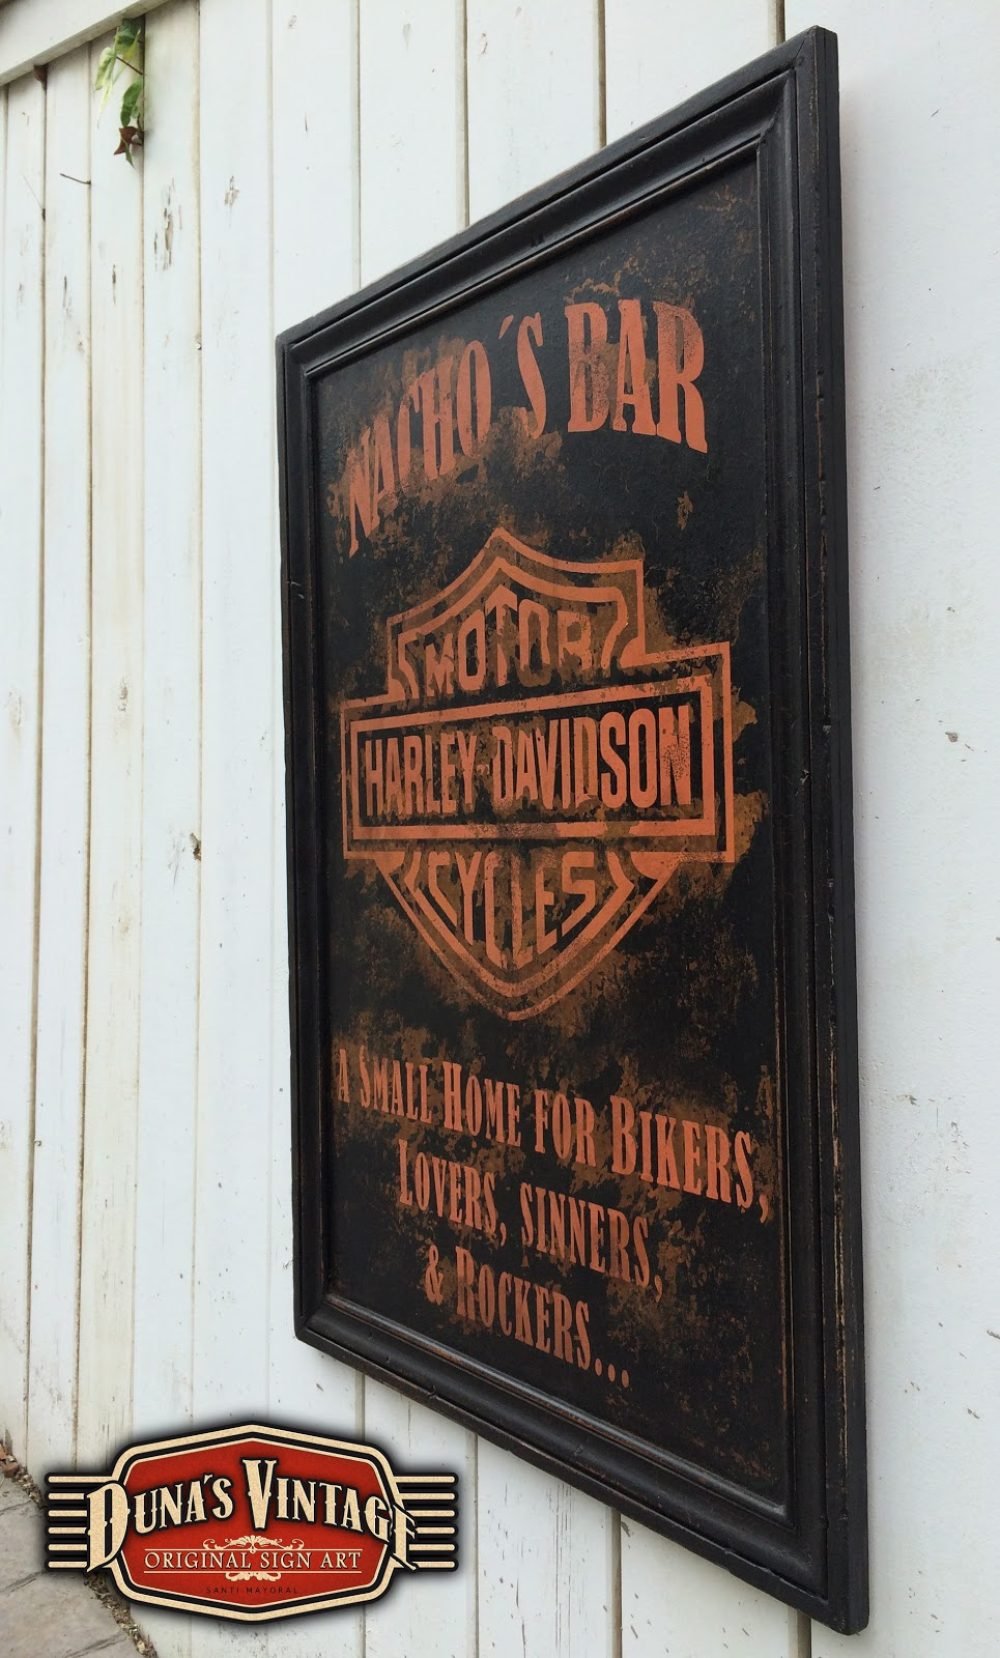 NACHO´S BAR
MOTOR
HARLEY-DAVIDSON
CYCLES
A SMALL HOME FOR BIKERS,
LOVERS, SINNERS,
& ROCKERS...
DUNA´S VINTAGE
ORIGINAL SIGN ART
SANTI MAYORAL